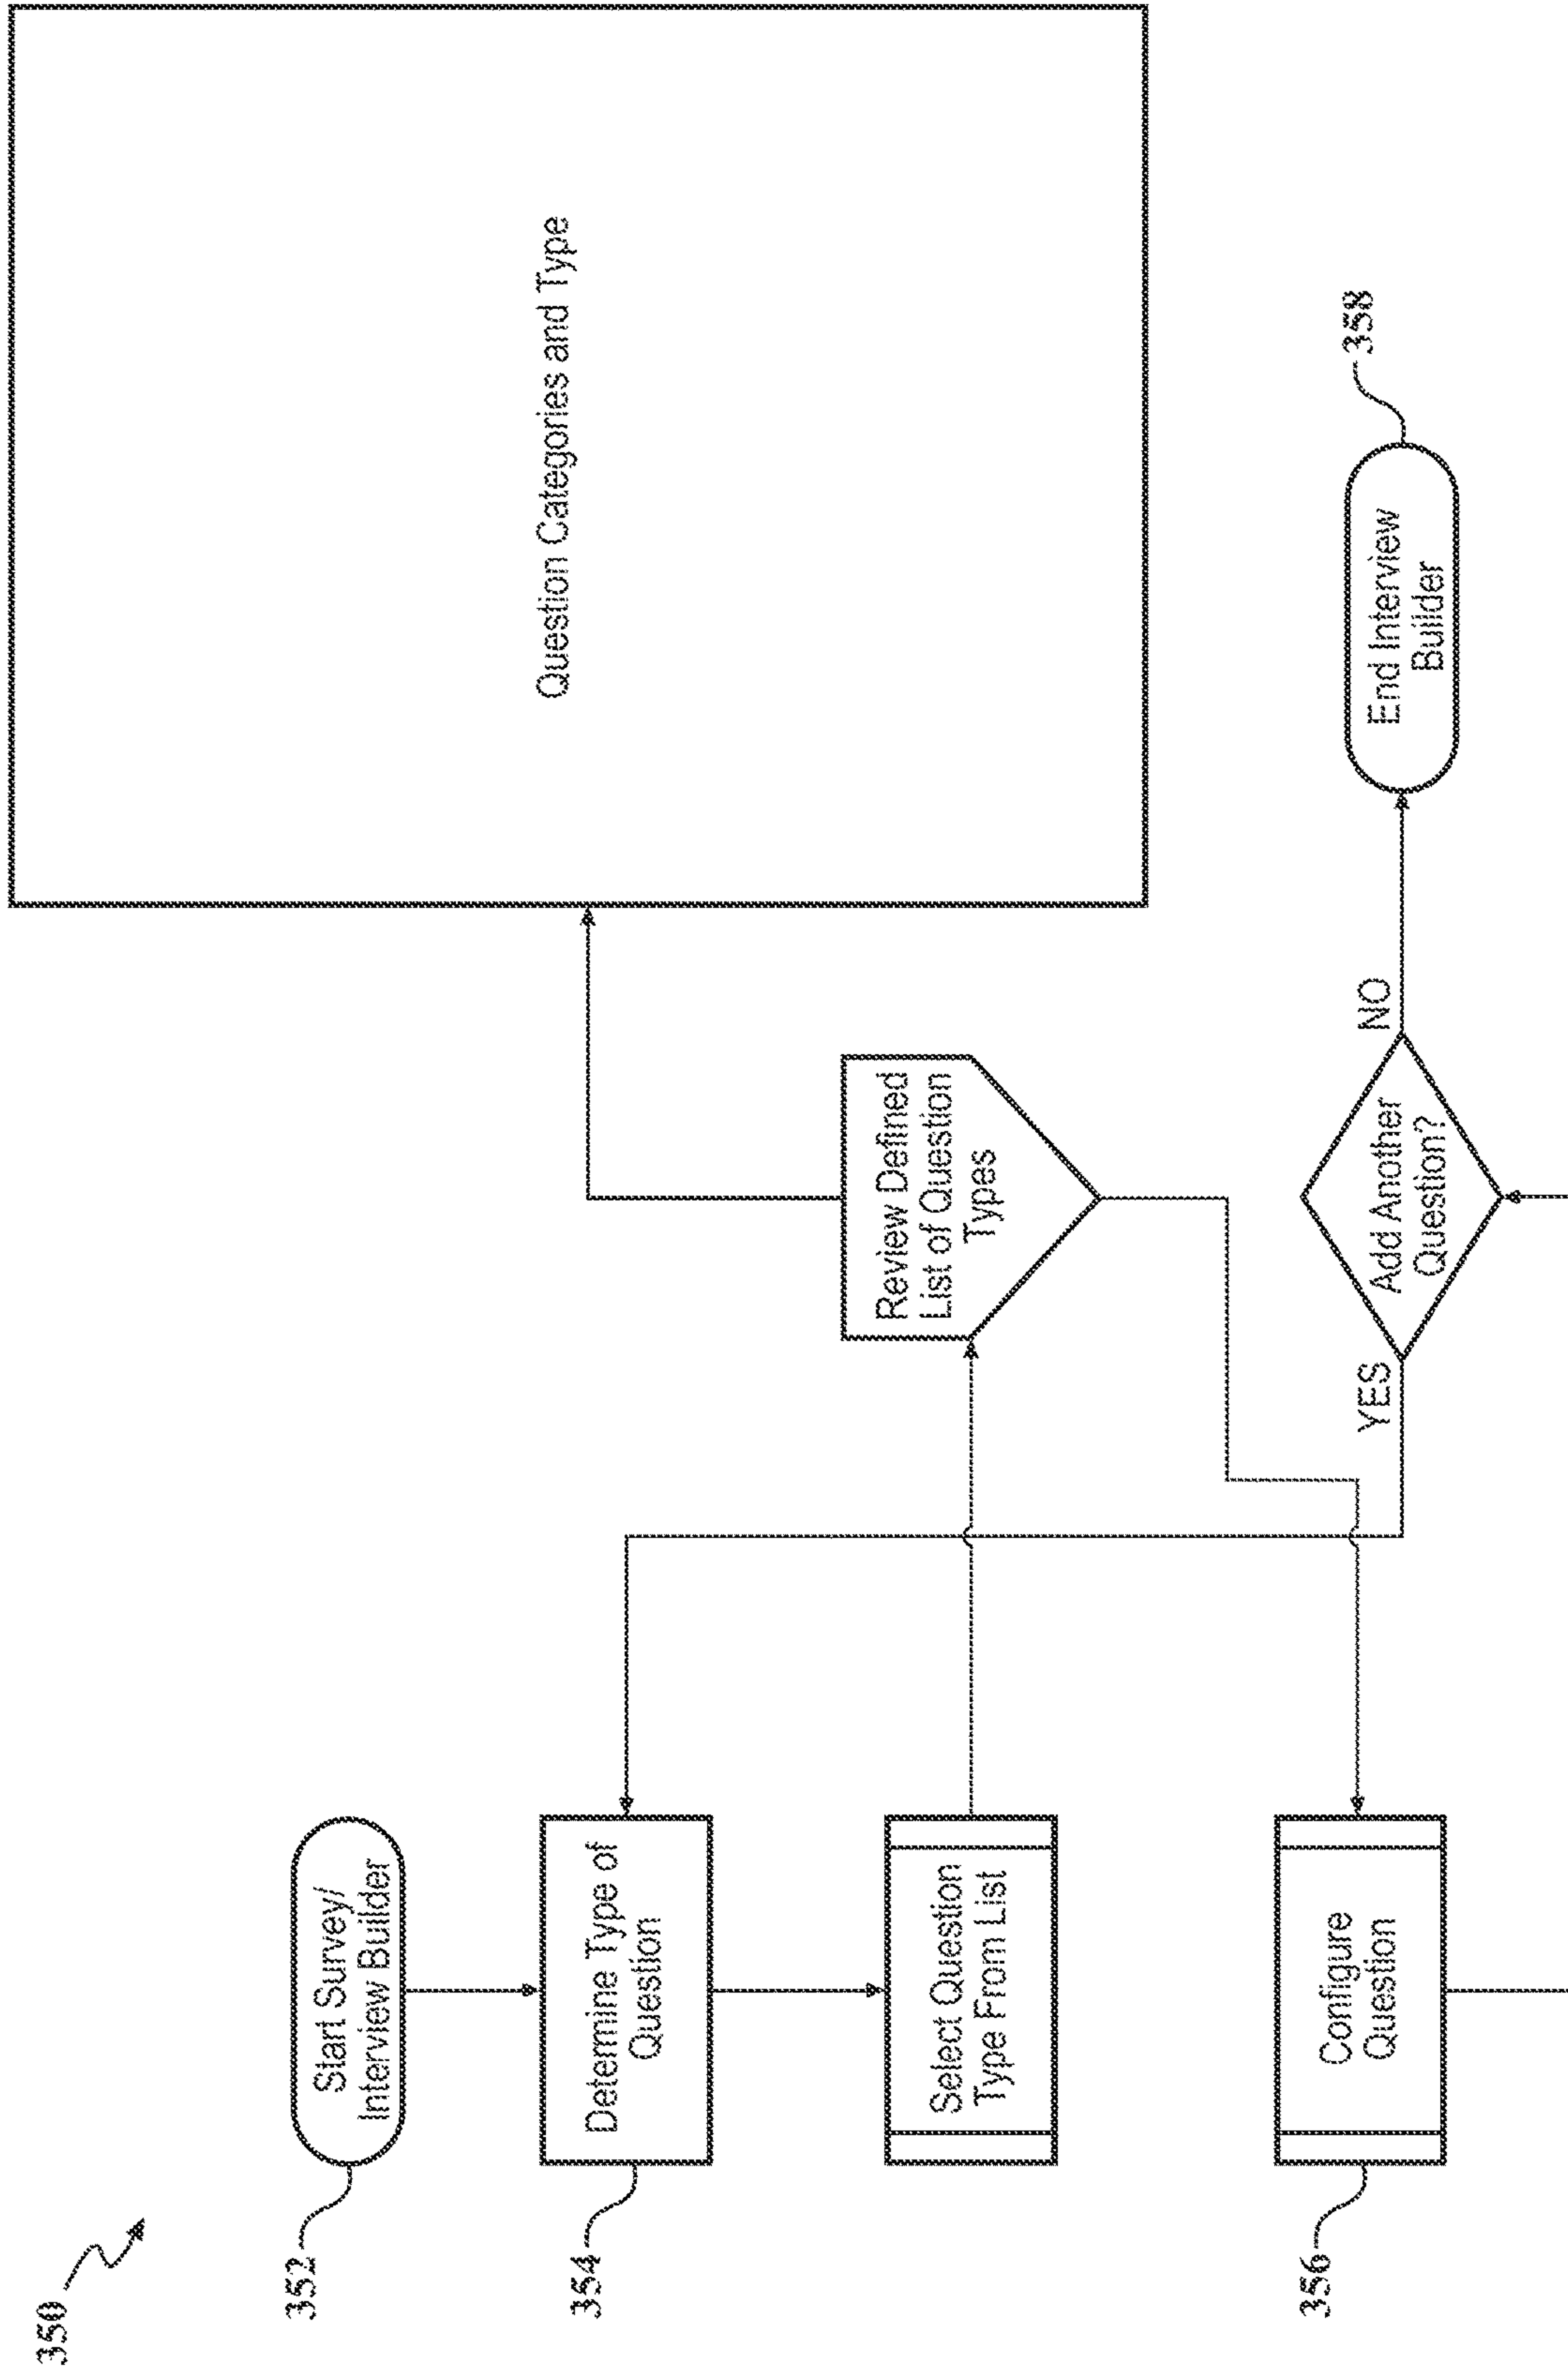 350
352
Start Survey/
Interview Builder
354
Determine Type of
Question
Select Question
Type From List
Review Defined
List of Question
Types
Question Categories and Type
356
Configure
Question
YES
Add Another
Question?
NO
End Interview
Builder
358